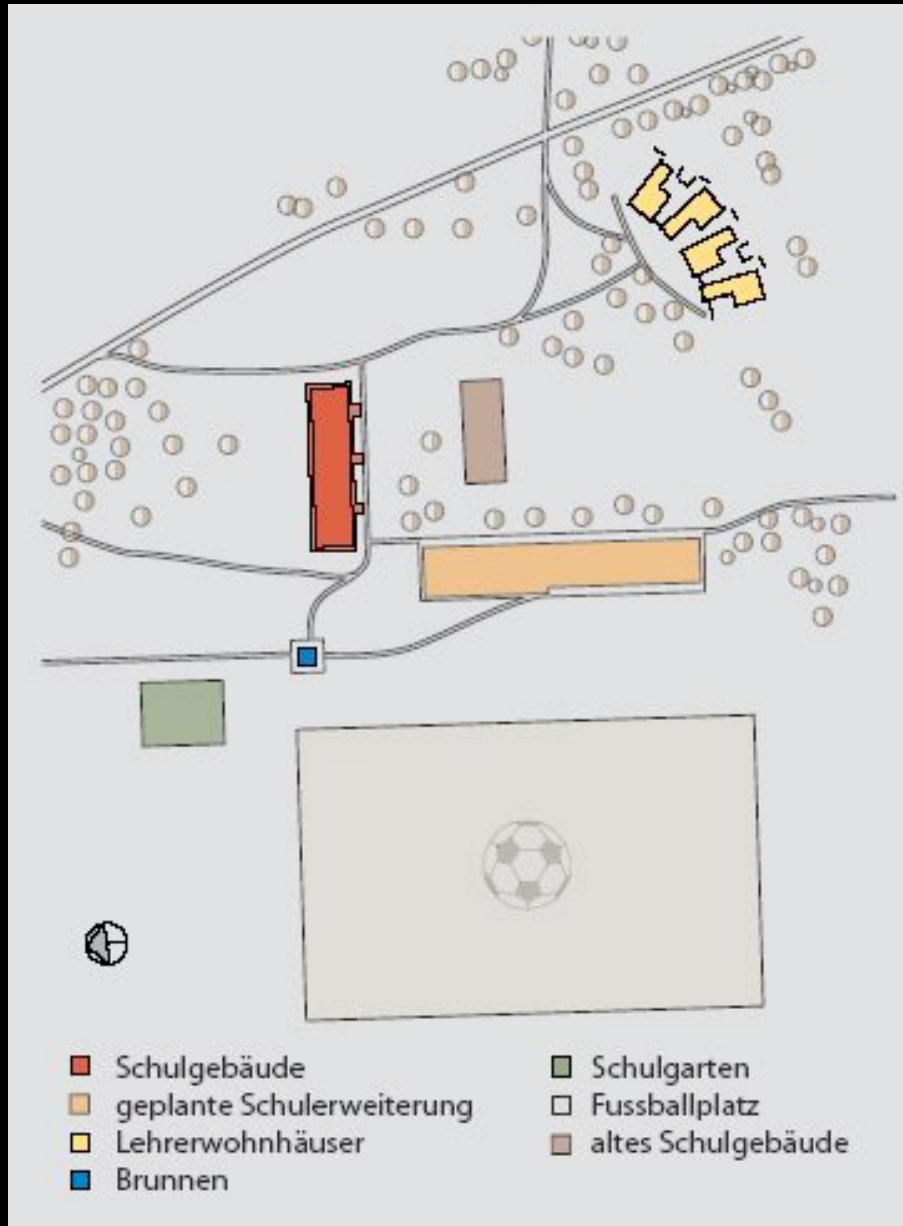 Schulgebäude
geplante Schulerweiterung
Lehrerwohnhäuser
Brunnen
Schulgarten
Fussballplatz
altes Schulgebäude